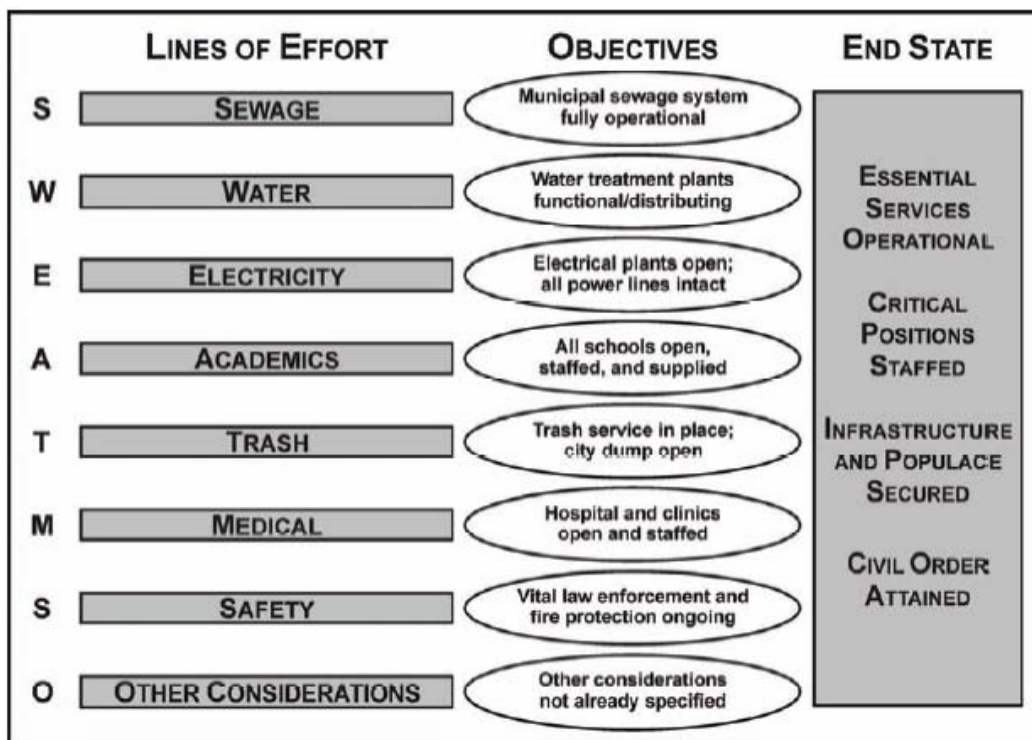 LINES OF EFFORT
OBJECTIVES
END STATE
S
SEWAGE
Municipal sewage system
fully operational
W
WATER
Water treatment plants
functional/distributing
E
ELECTRICITY
Electrical plants open;
all power lines intact
A
ACADEMICS
All schools open,
staffed, and supplied
T
TRASH
Trash service in place;
city dump open
M
MEDICAL
Hospital and clinics
open and staffed
S
SAFETY
Vital law enforcement and
fire protection ongoing
O
OTHER CONSIDERATIONS
Other considerations
not already specified
ESSENTIAL
SERVICES
OPERATIONAL
CRITICAL
POSITIONS
STAFFED
INFRASTRUCTURE
AND POPULACE
SECURED
CIVIL ORDER
ATTAINED